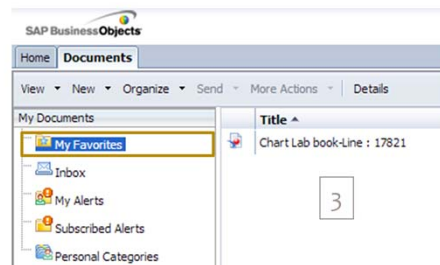 SAP BusinessObjects
Home Documents
View New Organize Send More Actions Details
My Documents Title
My Favorites Chart Lab book-Line : 17821
Inbox
My Alerts
3
Subscribed Alerts
Personal Categories